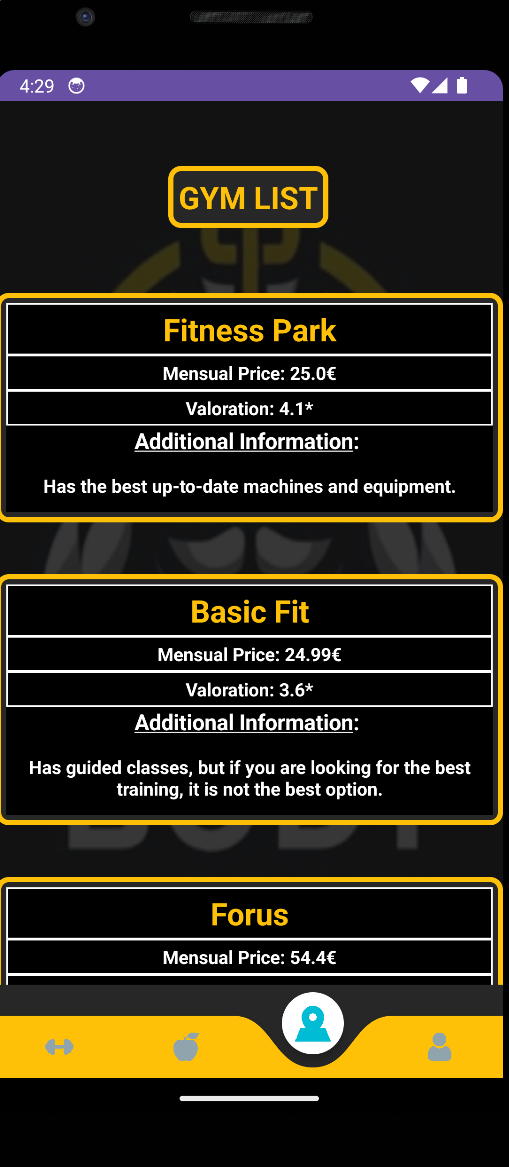 4:29
GYM LIST
Fitness Park
Mensual Price: 25.0€
Valoration: 4.1*
Additional Information:
Has the best up-to-date machines and equipment.
Basic Fit
Mensual Price: 24.99€
Valoration: 3.6*
Additional Information:
Has guided classes, but if you are looking for the best
training, it is not the best option.
BODY
Forus
Mensual Price: 54.4€